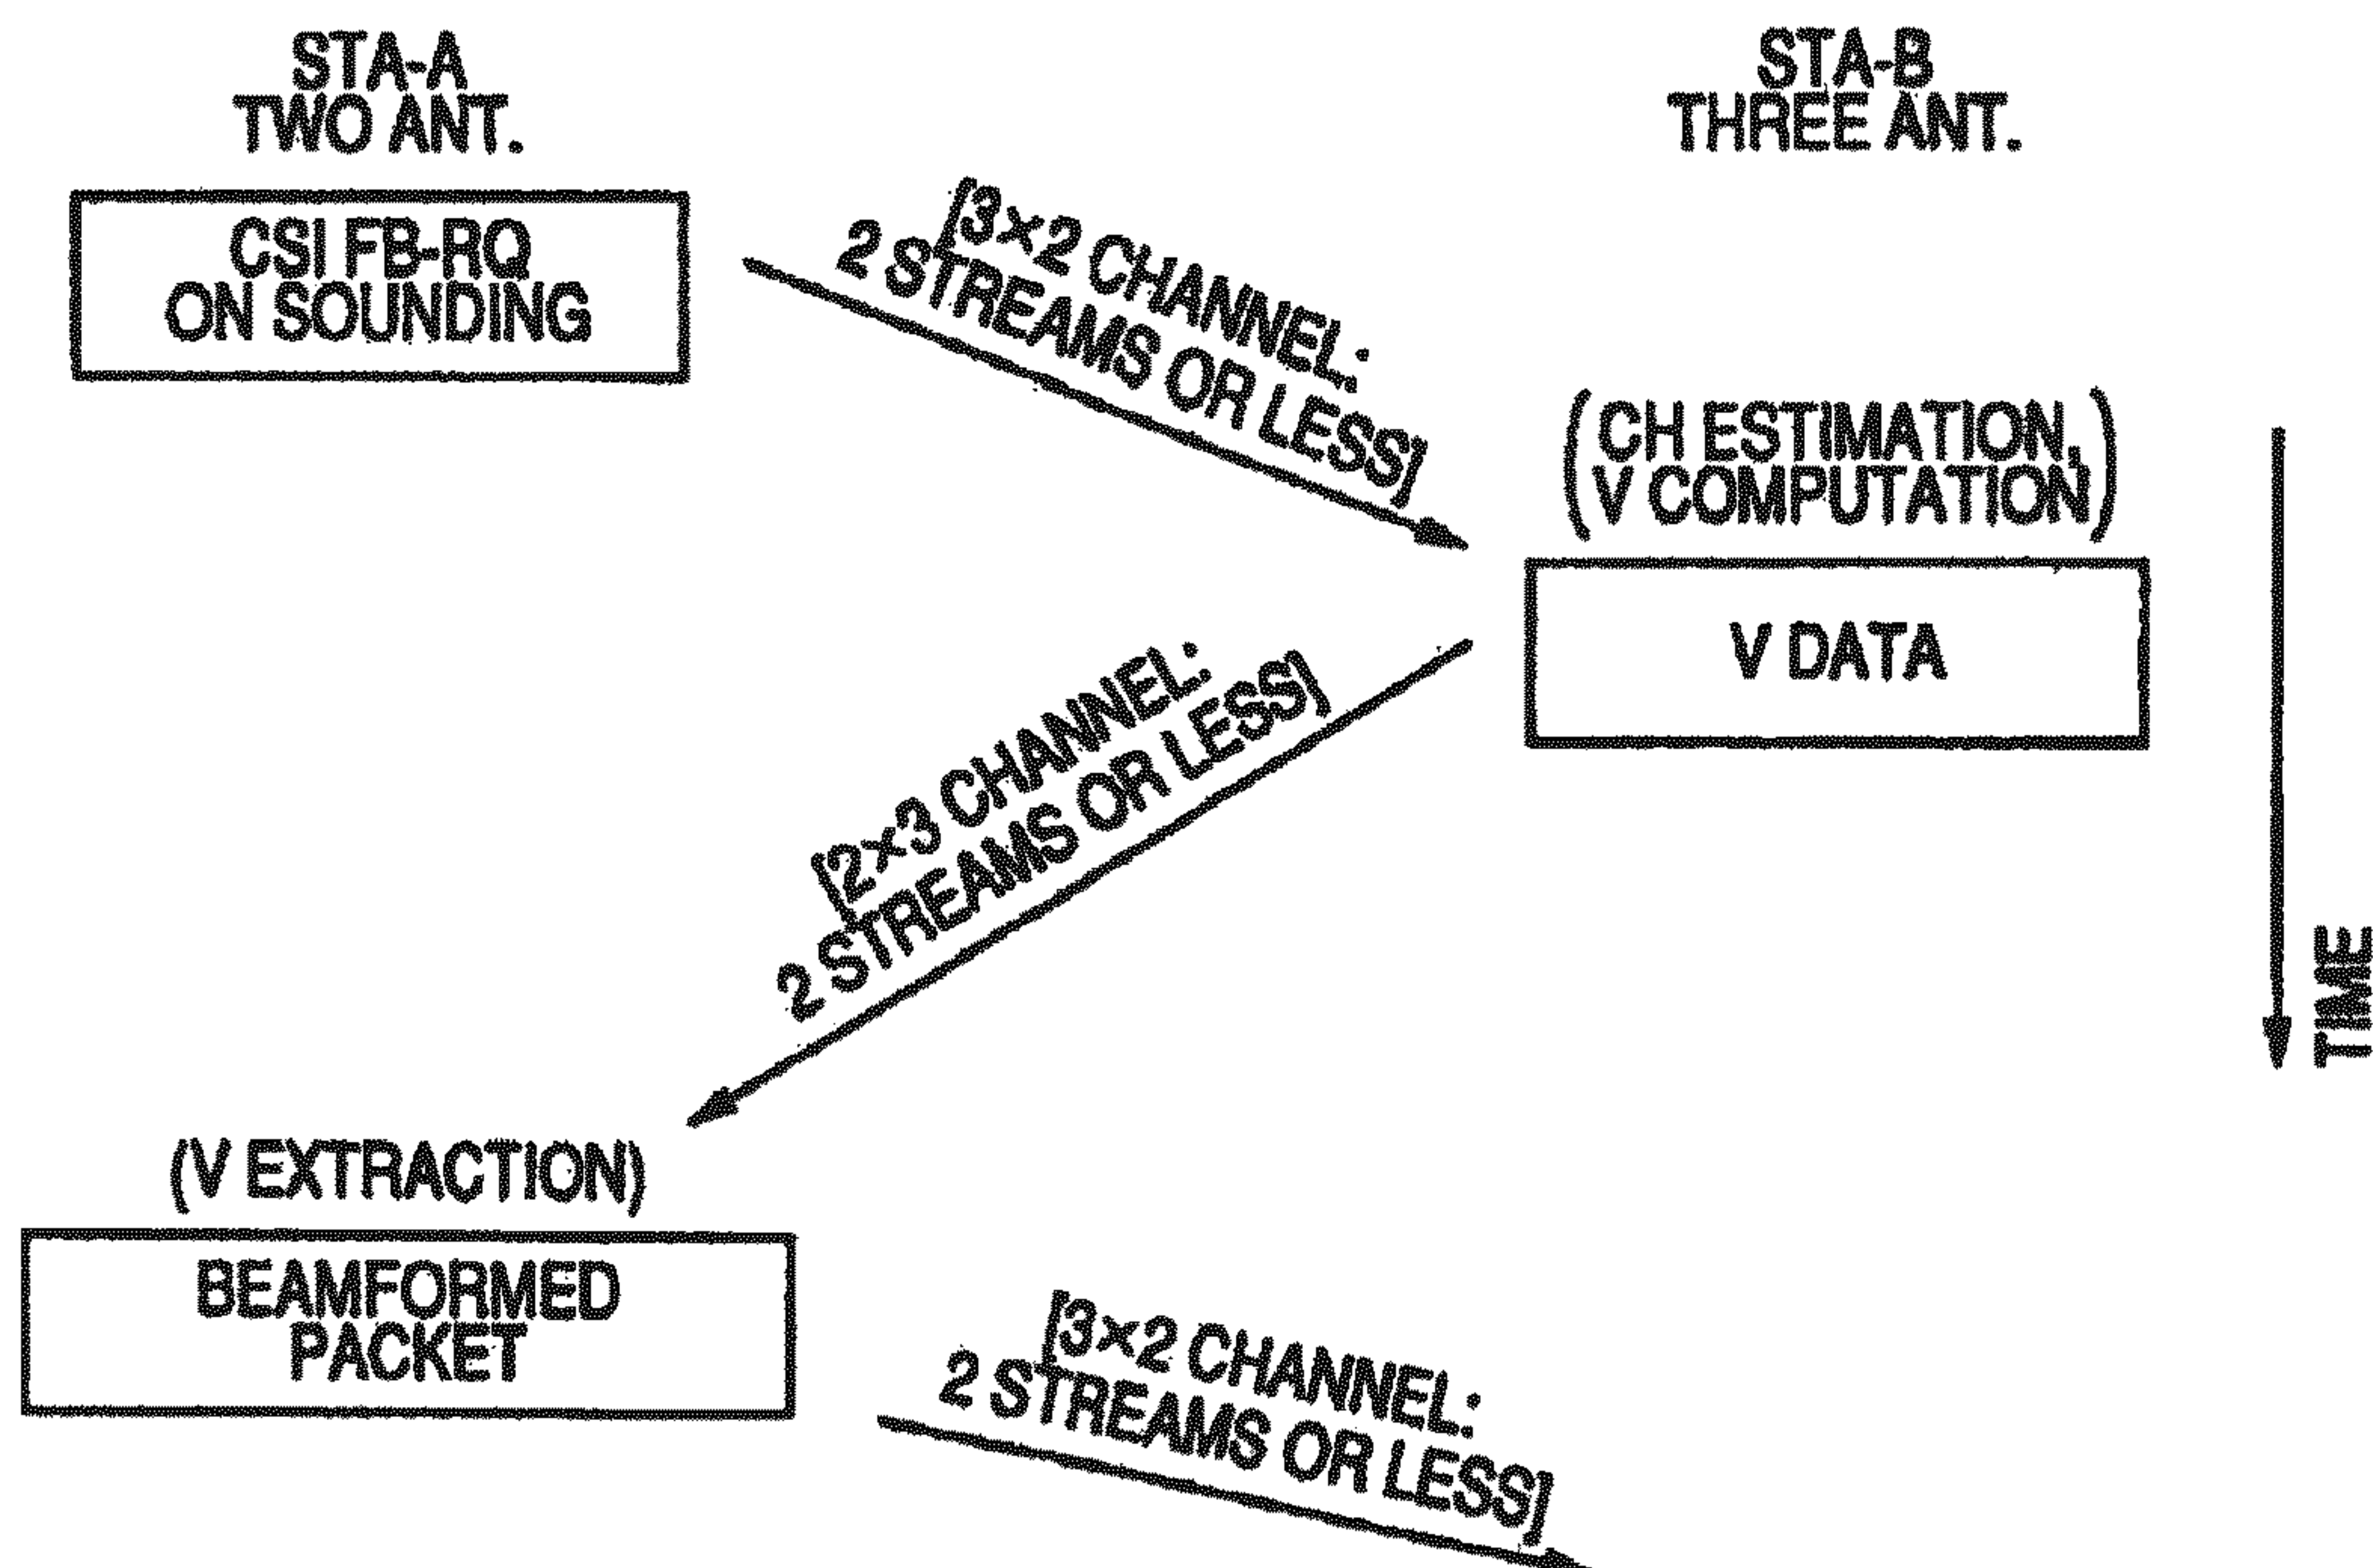 STA-A
TWO ANT.
STA-B
THREE ANT.
CSI FB-RQ
ON SOUNDING
[3×2 CHANNEL:
2 STREAMS OR LESS]
(CH ESTIMATION,
V COMPUTATION)
V DATA
[2×3 CHANNEL:
2 STREAMS OR LESS]
TIME
(V EXTRACTION)
BEAMFORMED
PACKET
[3×2 CHANNEL:
2 STREAMS OR LESS]